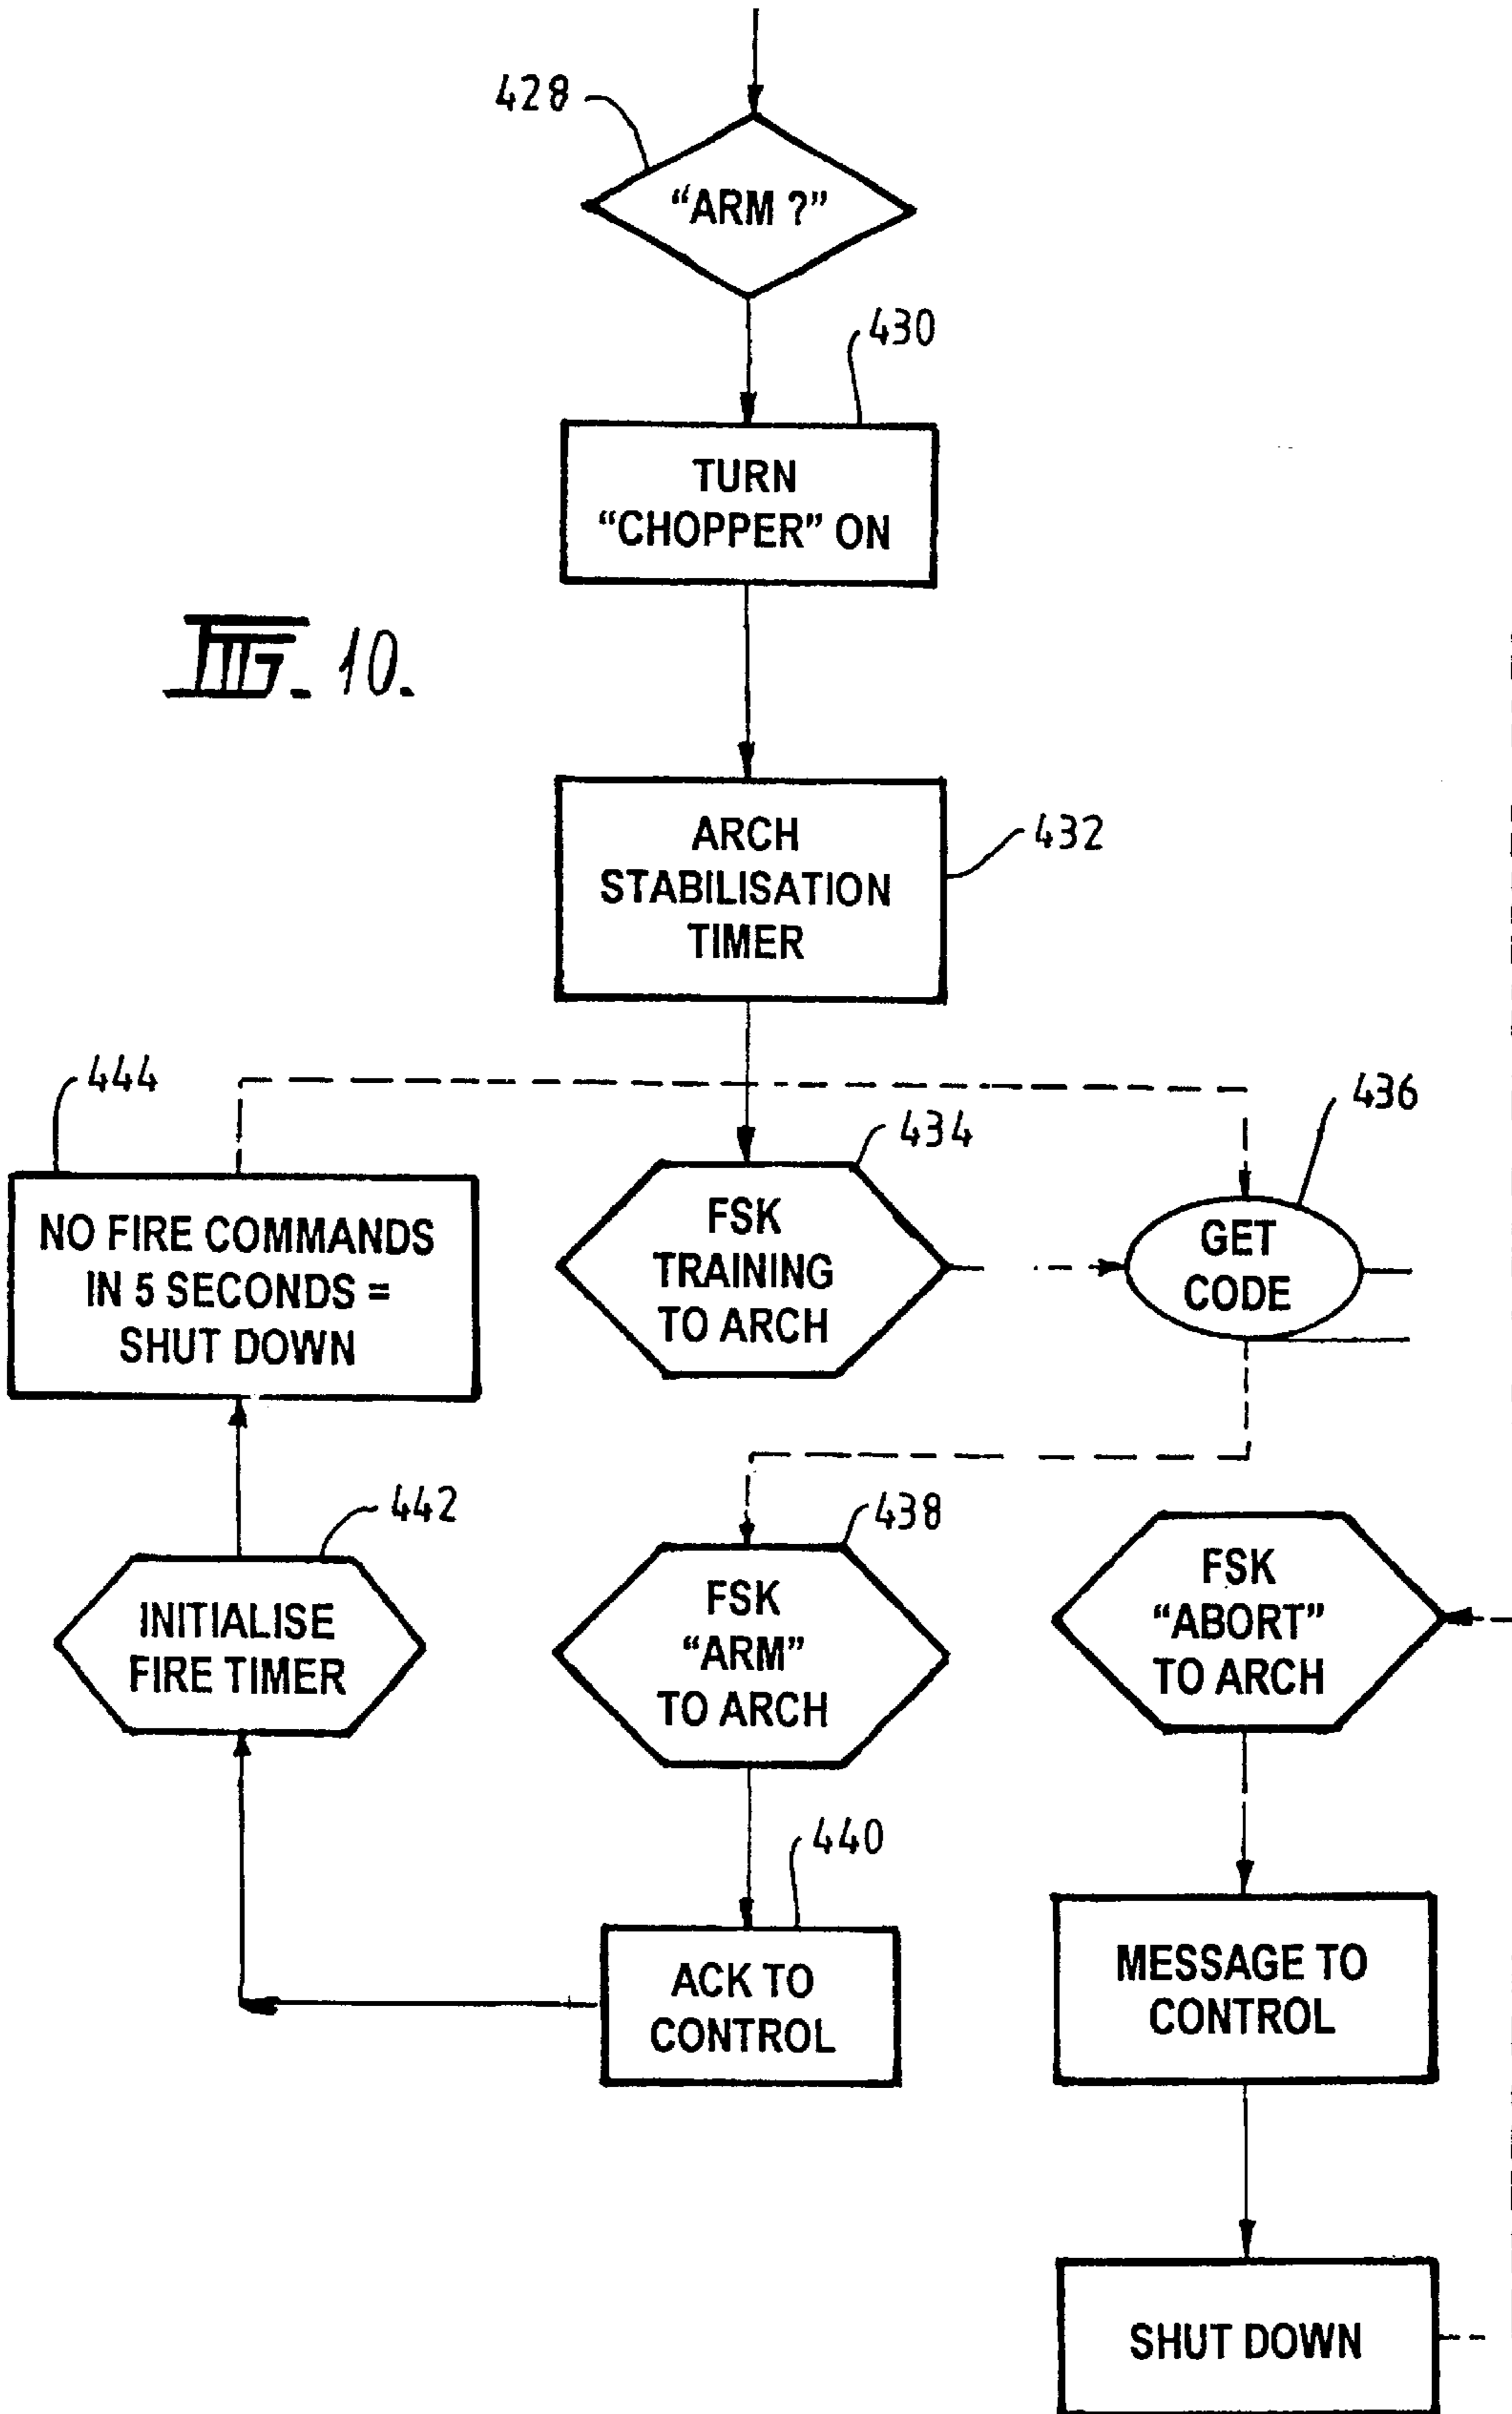 428
“ARM ?”
430
TURN
“CHOPPER” ON
FIG. 10.
ARCH
STABILISATION
TIMER
432
444
NO FIRE COMMANDS
IN 5 SECONDS =
SHUT DOWN
434
FSK
TRAINING
TO ARCH
436
GET
CODE
442
INITIALISE
FIRE TIMER
438
FSK
“ARM”
TO ARCH
FSK
“ABORT”
TO ARCH
440
ACK TO
CONTROL
MESSAGE TO
CONTROL
SHUT DOWN